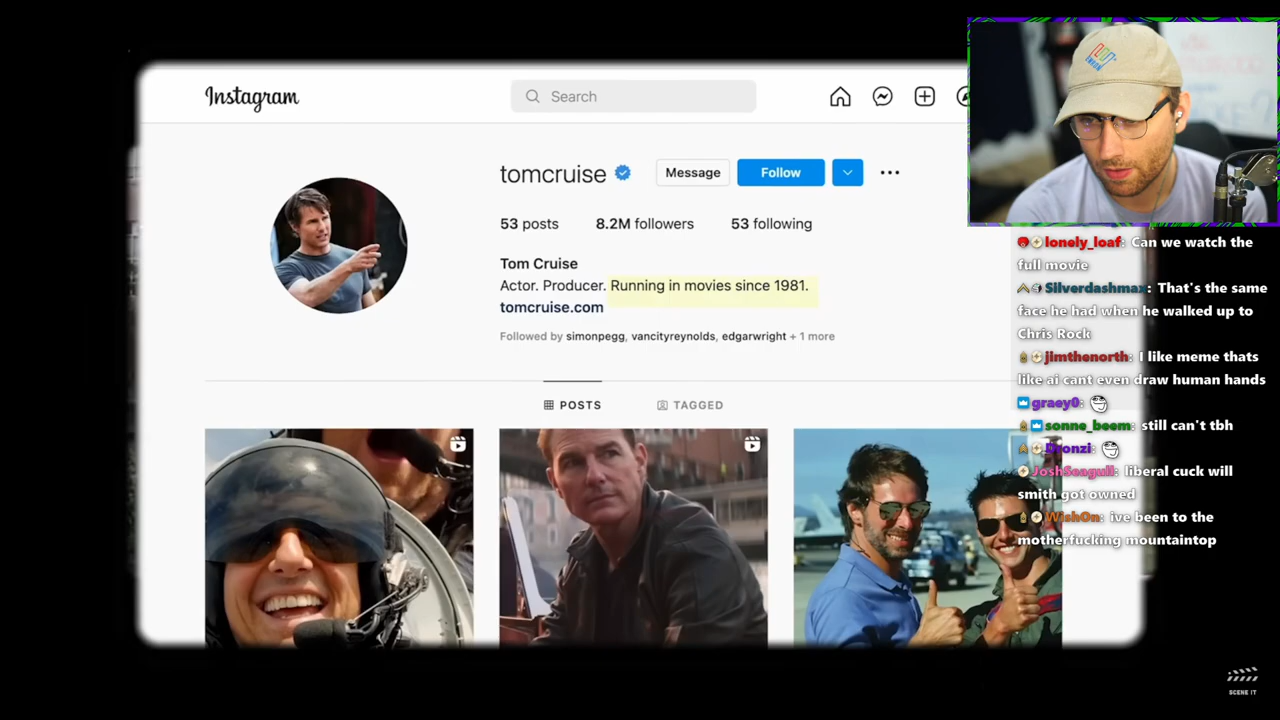 Instagram
Search
tomcruise
Message
Follow
53 posts
8.2M followers
53 following
Tom Cruise
Actor. Producer. Running in movies since 1981.
tomcruise.com
Followed by simonpegg, vancityreynolds, edgarwright + 1 more
POSTS
TAGGED
lonely_loaf: Can we watch the
full movie
Silverdashmax: That's the same
face he had when he walked up to
Chris Rock
jimthenorth: I like meme thats
like ai cant even draw human hands
graey0:
sonne_beem: still can't tbh
Dronzi:
JoshSeagull: liberal cuck will
smith got owned
WishOn: ive been to the
motherfucking mountaintop
SCENE IT